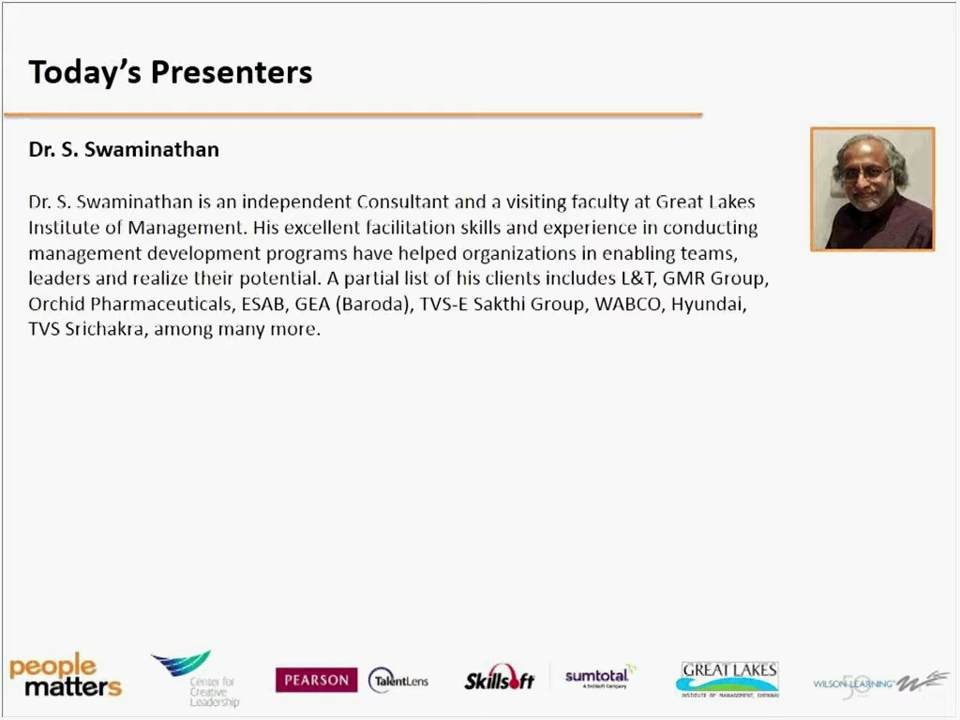 Today's Presenters
Dr. S. Swaminathan
Dr. S. Swaminathan is an independent Consultant and a visiting faculty at Great Lakes
Institute of Management. His excellent facilitation skills and experience in conducting
management development programs have helped organizations in enabling teams,
leaders and realize their potential. A partial list of his clients includes L&T, GMR Group,
Orchid Pharmaceuticals, ESAB, GEA (Baroda), TVS-E Sakthi Group, WABCO, Hyundai,
TVS Srichakra, among many more.
people
matters
Center for
Creative
Leadership
PEARSON
TalentLens
Skillsoft
sumtotal
A Skillsoft Company
GREAT LAKES
INSTITUTE OF MANAGEMENT, CHENNAI
WILSON LEARNING
50